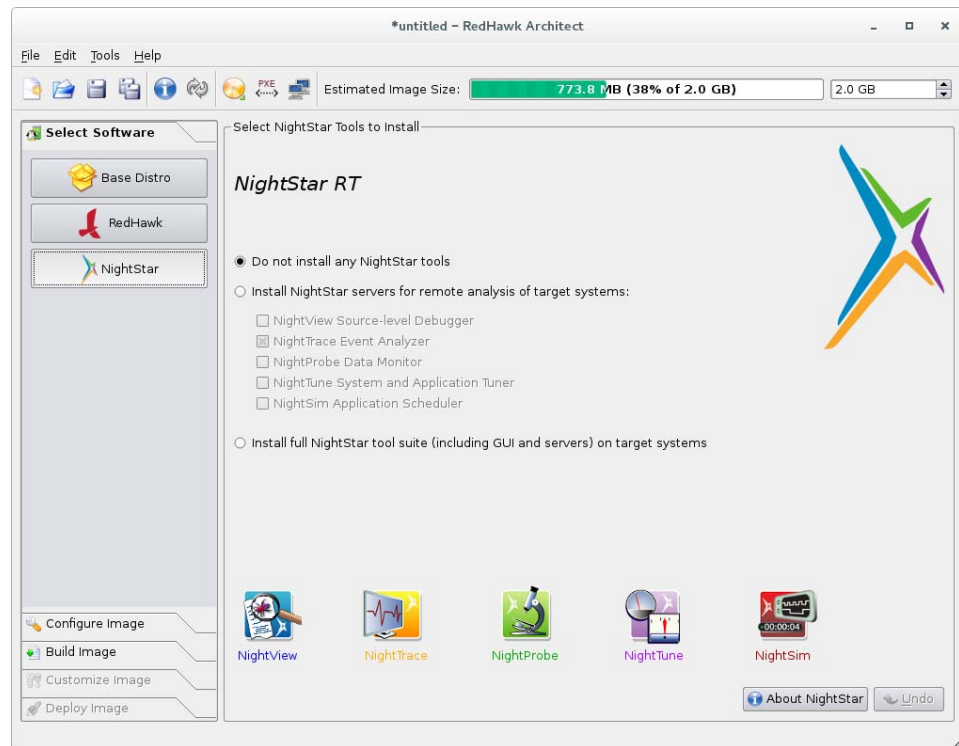 *untitled – RedHawk Architect
File Edit Tools Help
PXE
Estimated Image Size:
773.8 MB (38% of 2.0 GB)
2.0 GB
Select Software
Base Distro
RedHawk
NightStar
Configure Image
Build Image
Customize Image
Deploy Image
Select NightStar Tools to Install
NightStar RT
Do not install any NightStar tools
Install NightStar servers for remote analysis of target systems:
NightView Source-level Debugger
NightTrace Event Analyzer
NightProbe Data Monitor
NightTune System and Application Tuner
NightSim Application Scheduler
Install full NightStar tool suite (including GUI and servers) on target systems
-00:00:04
NightView NightTrace NightProbe NightTune NightSim
About NightStar Undo